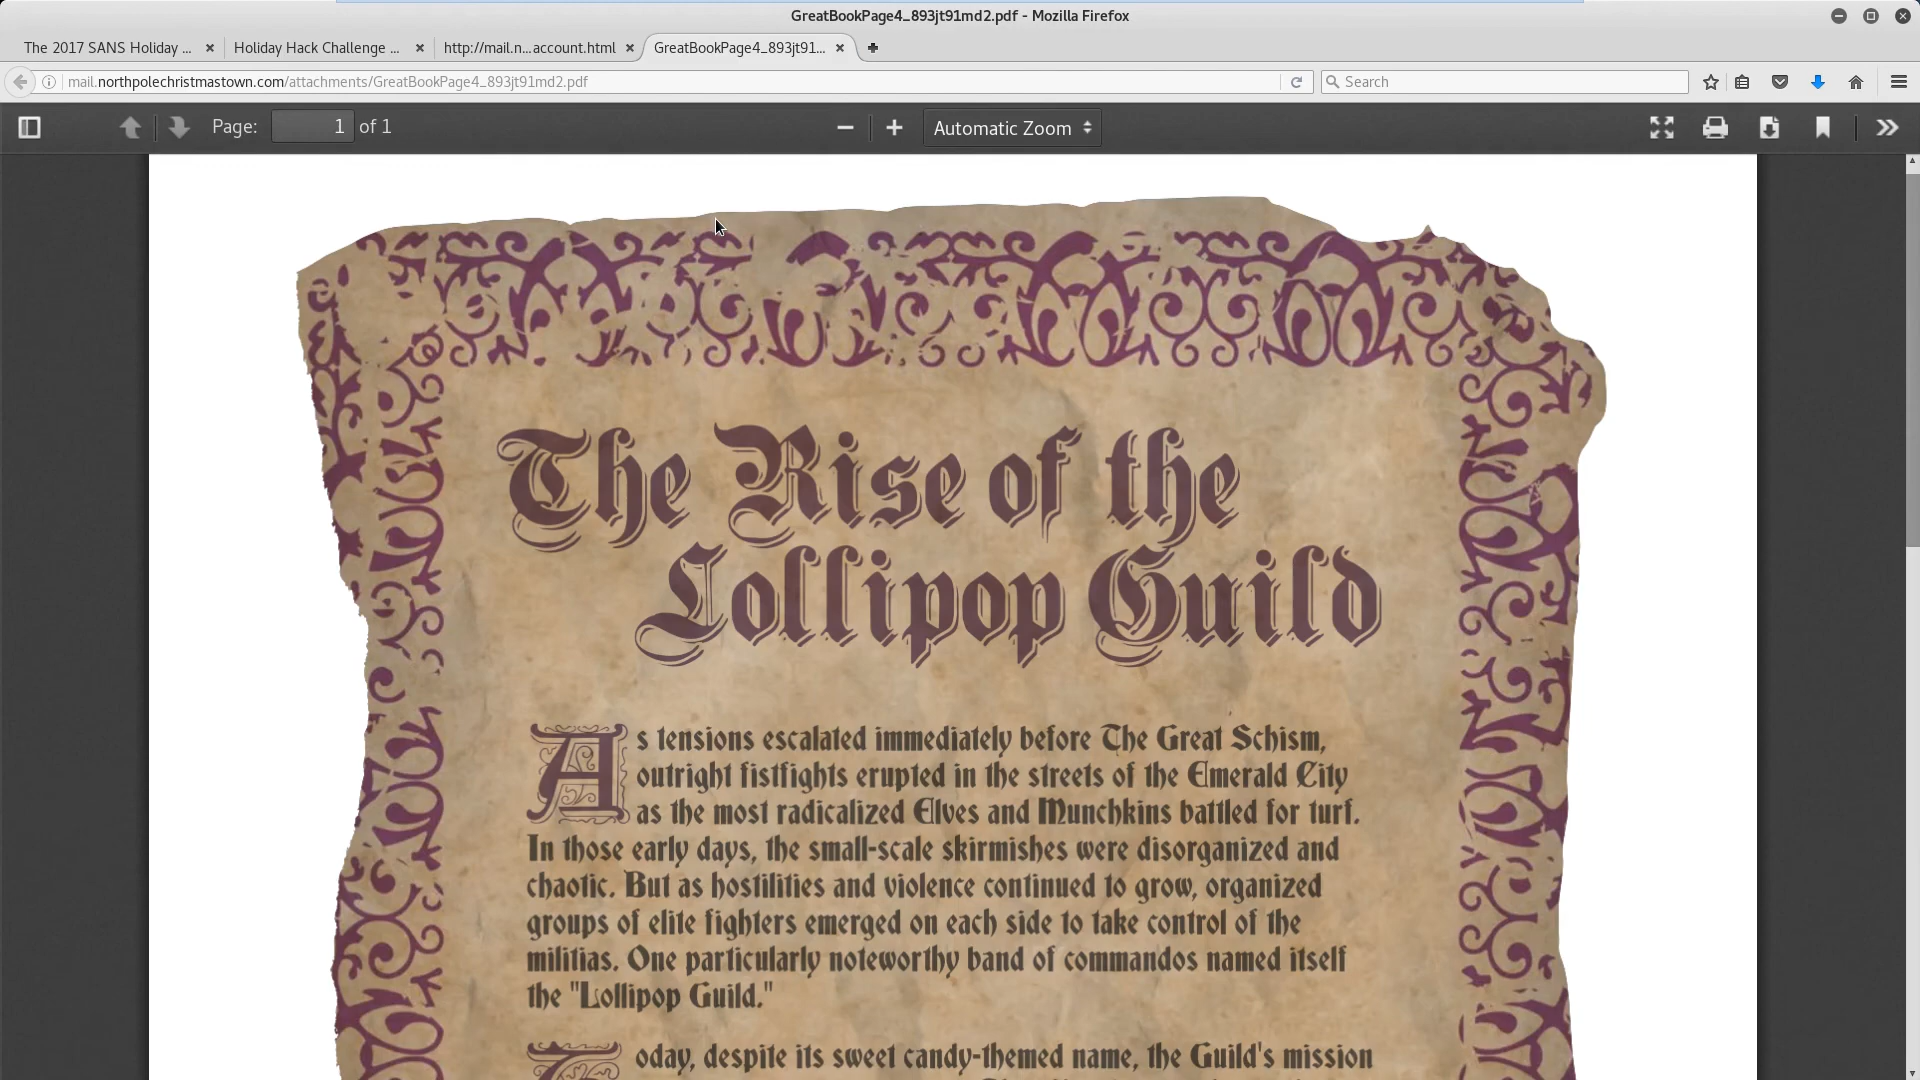 GreatBookPage4_893jt91md2.pdf - Mozilla Firefox
The 2017 SANS Holiday ... Holiday Hack Challenge ... http://mail.n...account.html GreatBookPage4_893jt91...
mail.northpolechristmastown.com/attachments/GreatBookPage4_893jt91md2.pdf Search
Page: 1 of 1 Automatic Zoom
The Rise of the
Lollipop Guild
As tensions escalated immediately before The Great Schism,
outright fistfights erupted in the streets of the Emerald City
as the most radicalized Elves and Munchkins battled for turf.
In those early days, the small-scale skirmishes were disorganized and
chaotic. But as hostilities and violence continued to grow, organized
groups of elite fighters emerged on each side to take control of the
militias. One particularly noteworthy band of commandos named itself
the "Lollipop Guild."
Today, despite its sweet candy-themed name, the Guild's mission